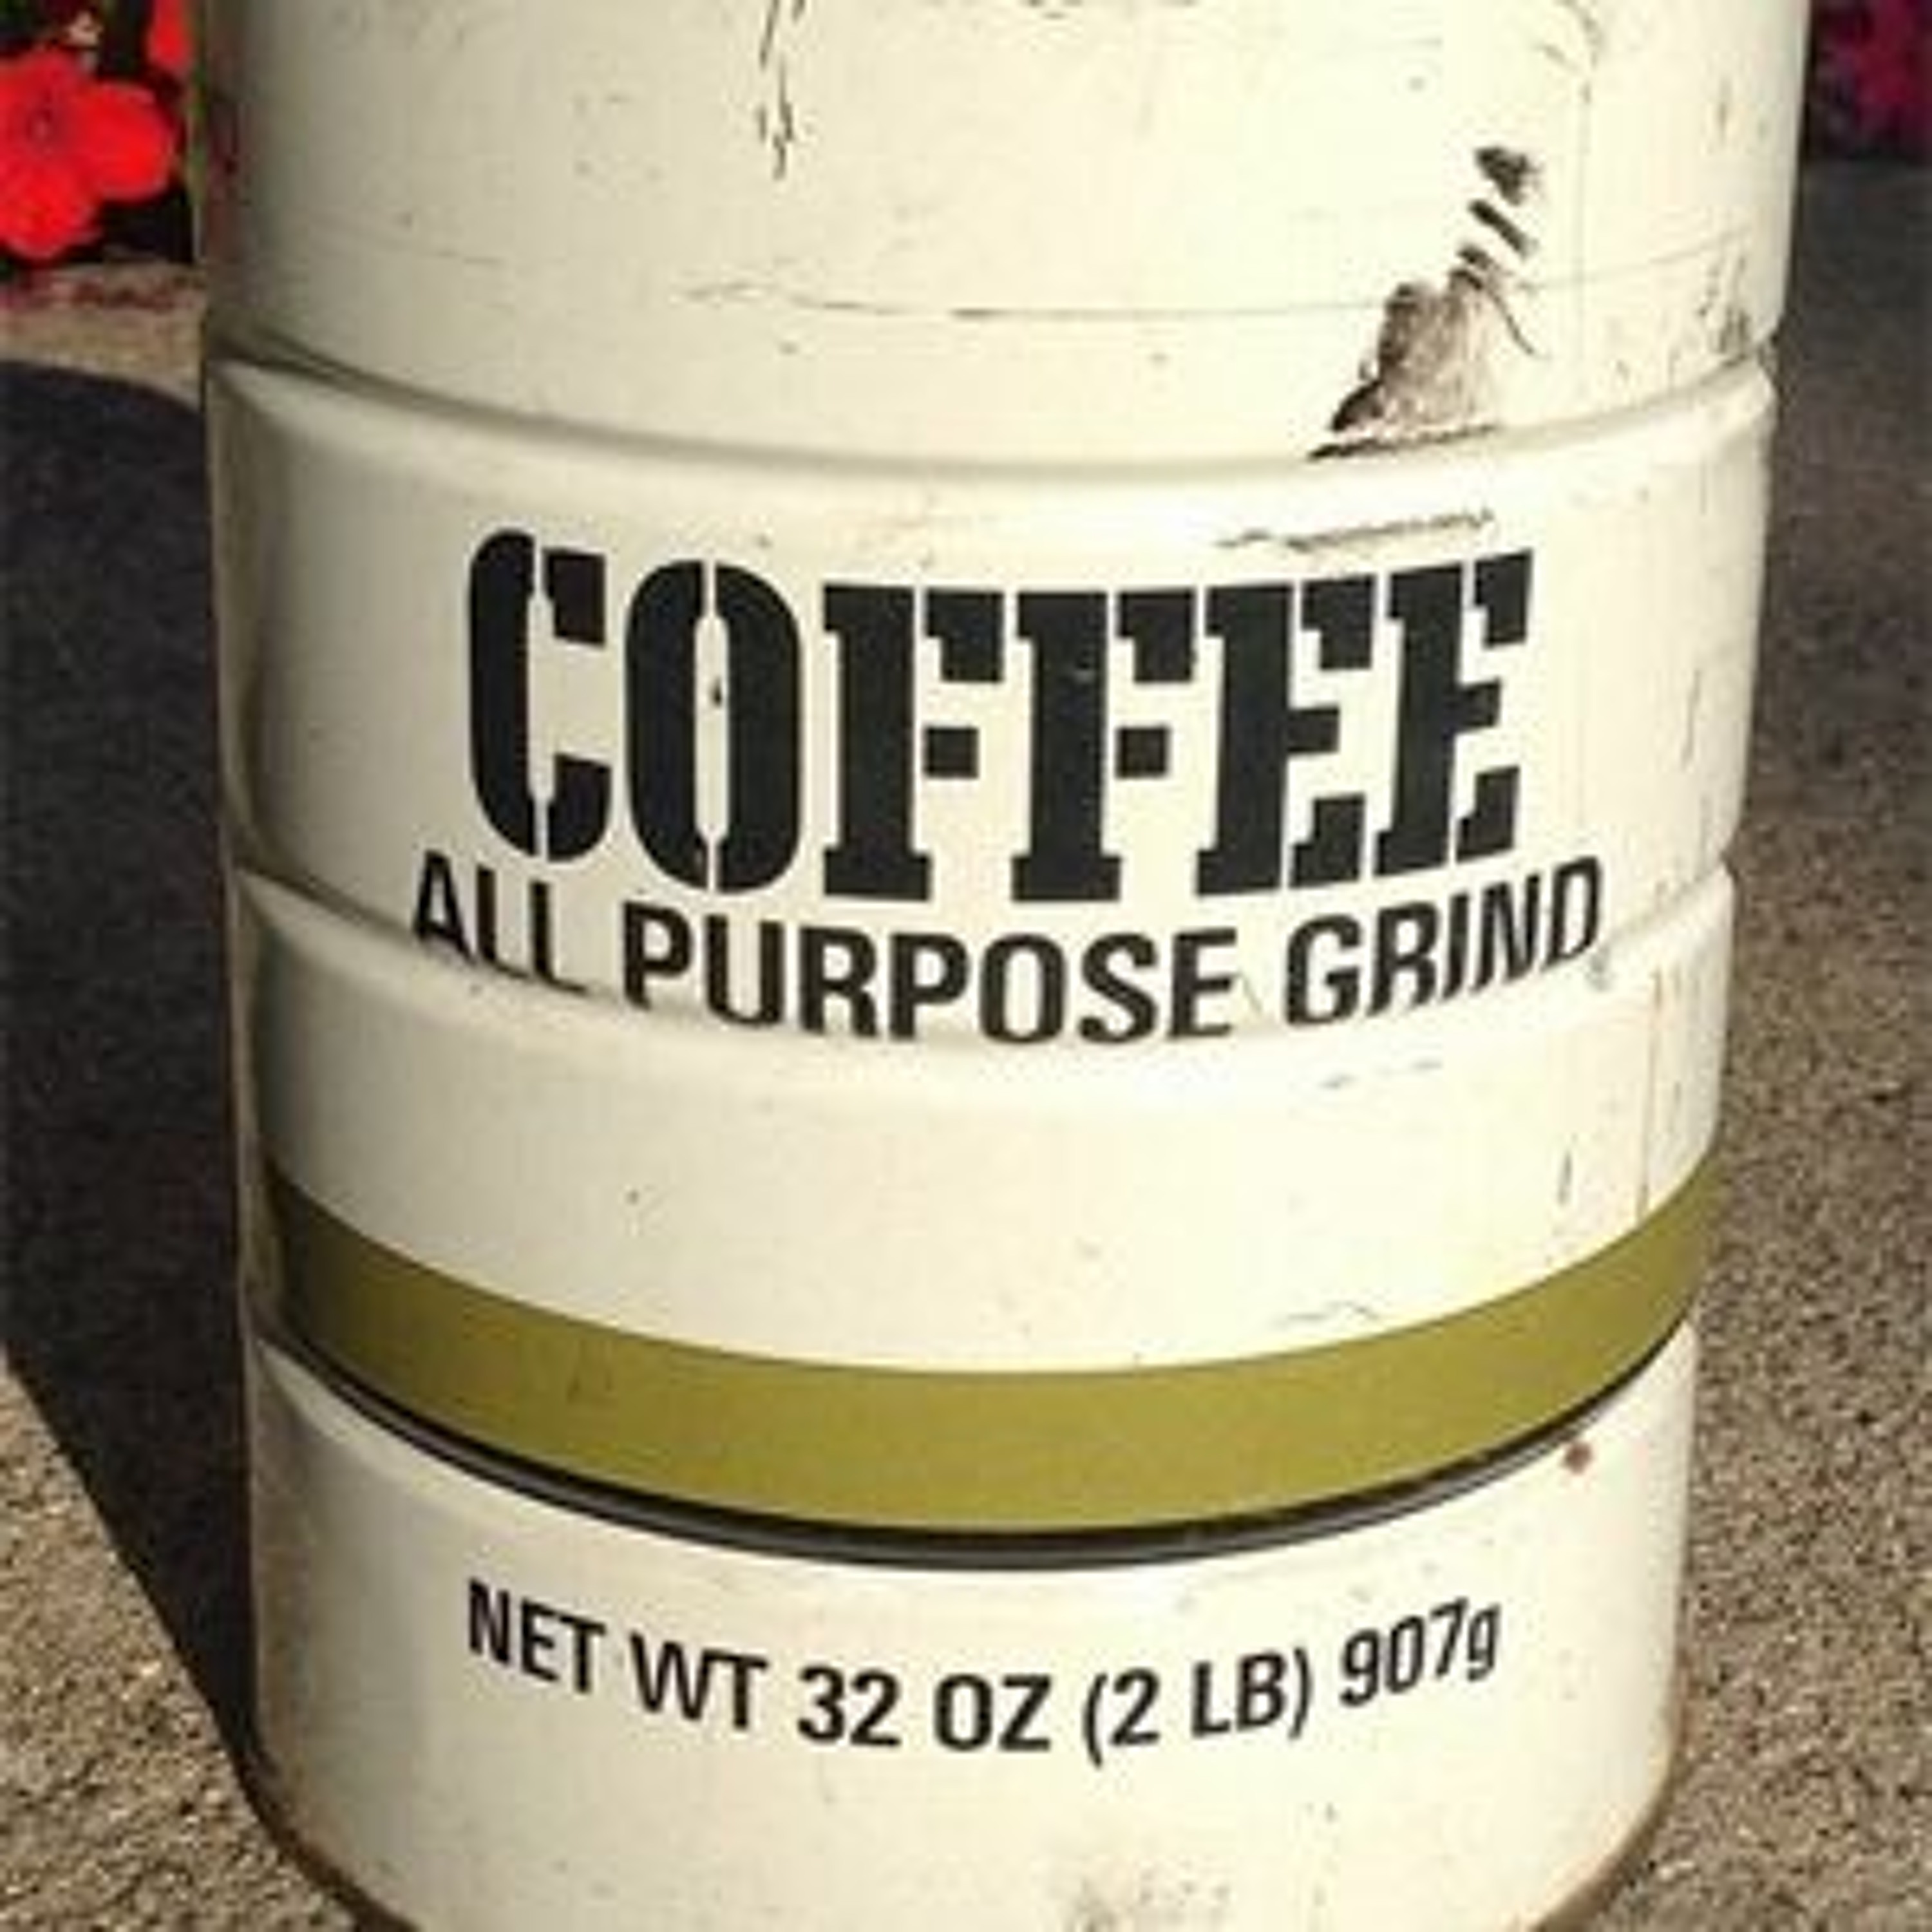 COFFEE
ALL PURPOSE GRIND
NET WT 32 OZ (2 LB) 907g